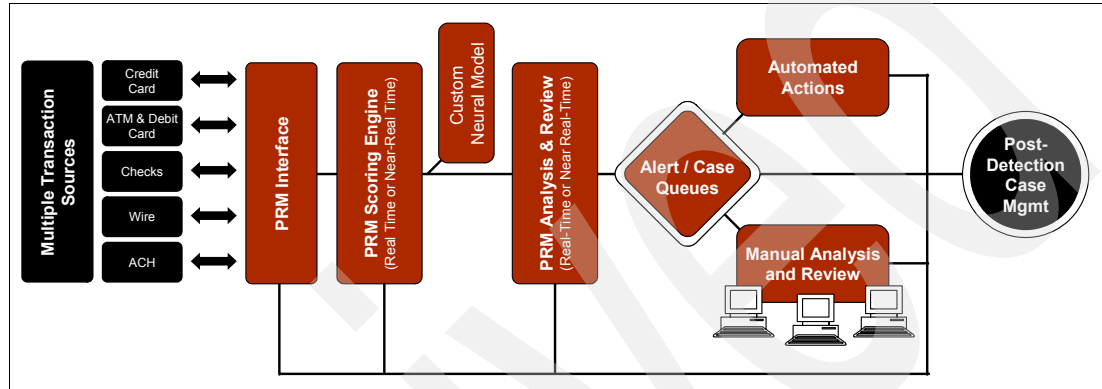 Multiple Transaction
Sources
Credit
Card
ATM & Debit
Card
Checks
Wire
ACH
PRM Interface
PRM Scoring Engine
(Real Time or Near-Real Time)
Custom
Neural Model
PRM Analysis & Review
(Real-Time or Near Real-Time)
Alert / Case
Queues
Automated
Actions
Manual Analysis
and Review
Post-
Detection
Case
Mgmt